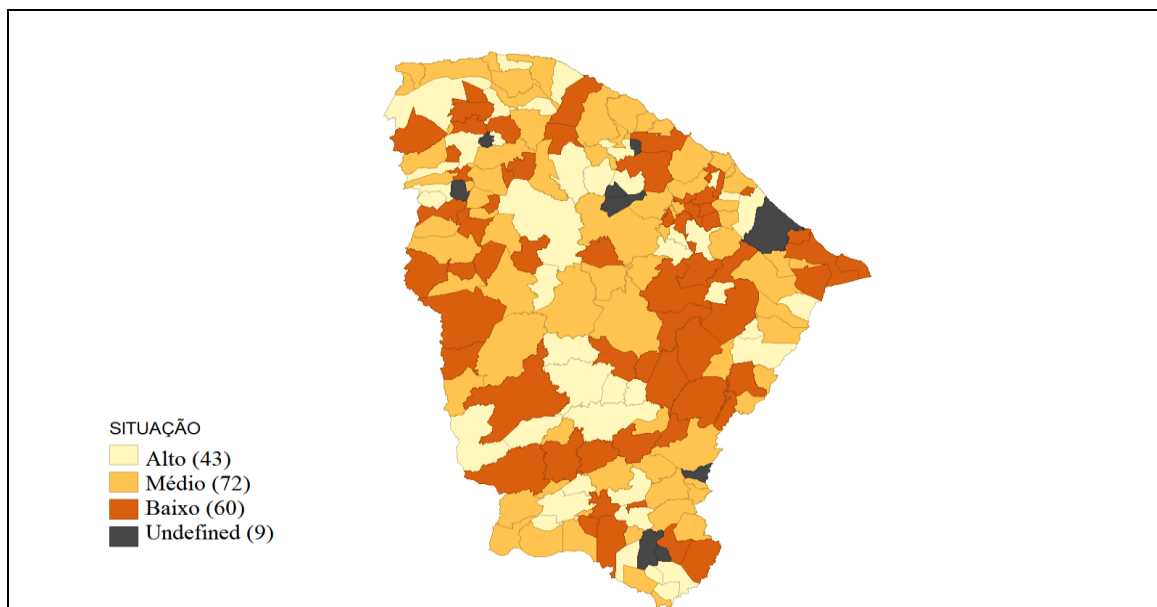 SITUAÇÃO
Alto (43)
Médio (72)
Baixo (60)
Undefined (9)